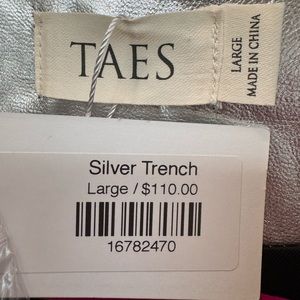 TAES
LARGE
MADE IN CHINA
Silver Trench
Large / $110.00
16782470